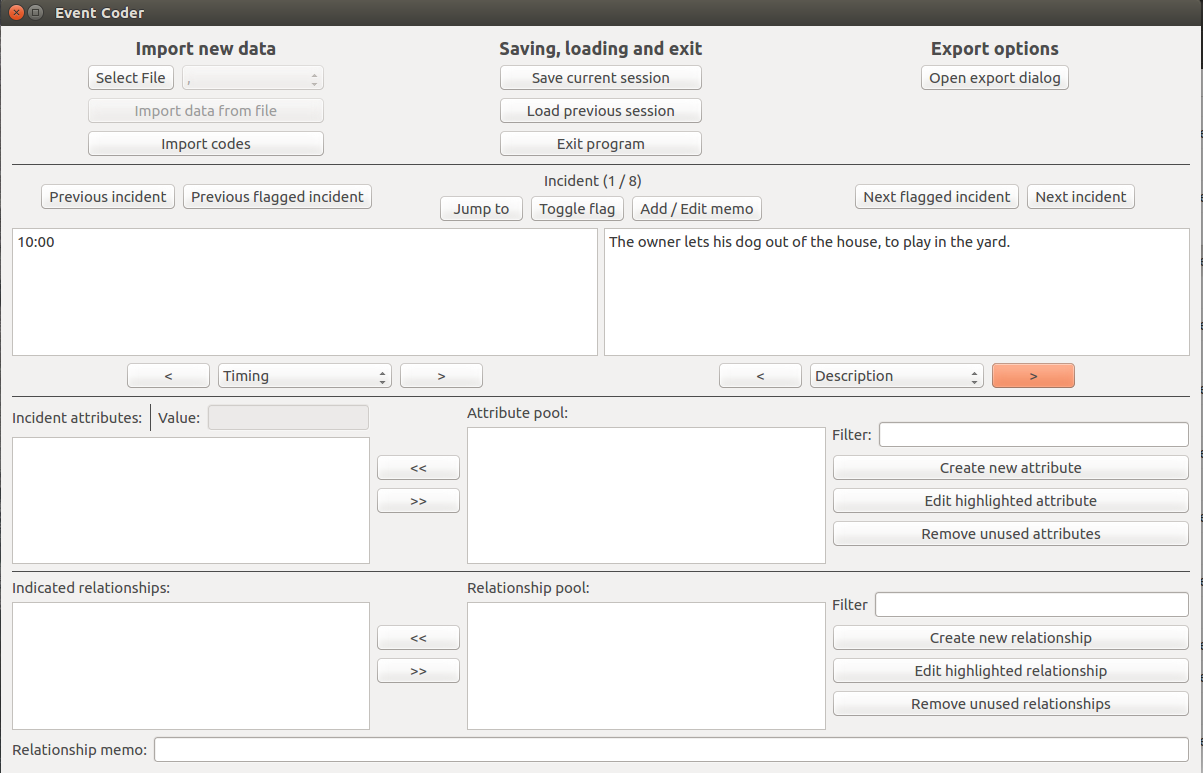 Event Coder
Import new data
Saving, loading and exit
Export options
Select File
,
Save current session
Open export dialog
Import data from file
Load previous session
Import codes
Exit program
Incident (1 / 8)
Previous incident
Previous flagged incident
Next flagged incident
Next incident
Jump to
Toggle flag
Add / Edit memo
10:00
The owner lets his dog out of the house, to play in the yard.
<
Timing
>
<
Description
>
Incident attributes:
Value:
Attribute pool:
Filter:
<<
>>
Create new attribute
Edit highlighted attribute
Remove unused attributes
Indicated relationships:
Relationship pool:
Filter
<<
>>
Create new relationship
Edit highlighted relationship
Remove unused relationships
Relationship memo: